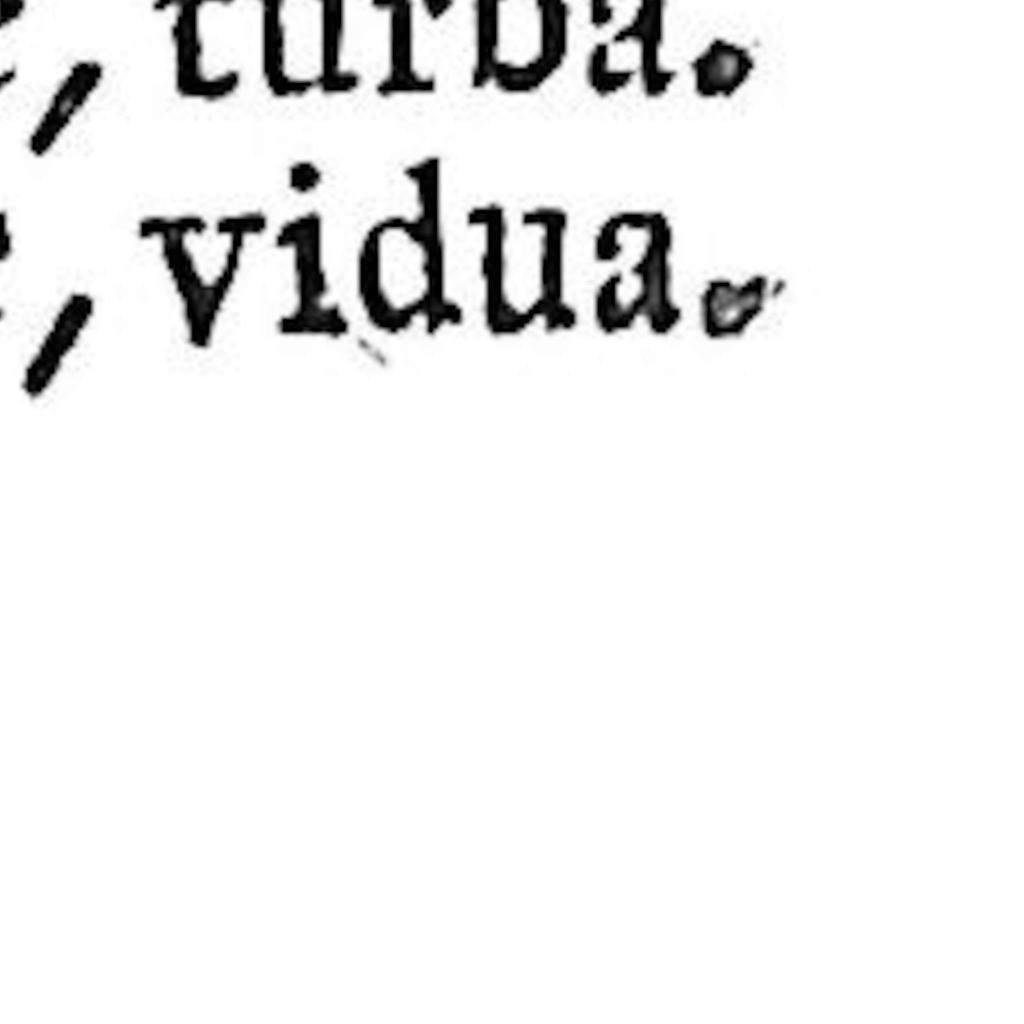 , turba.
, vidua.